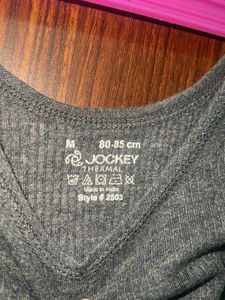 M 80-85 cm
JOCKEY
THERMAL
Made in India
Style # 2503